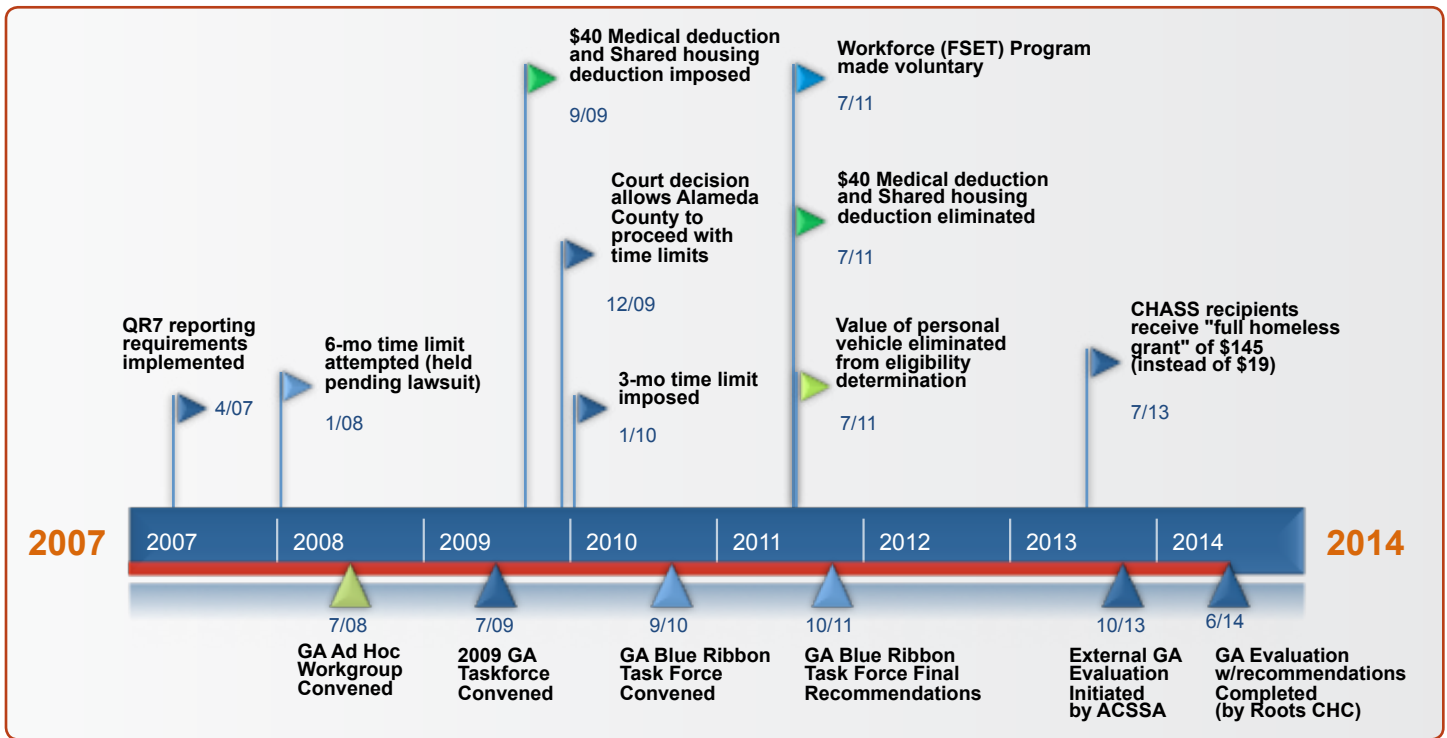 $40 Medical deduction
and Shared housing
deduction imposed
9/09
Workforce (FSET) Program
made voluntary
7/11
Court decision
allows Alameda
County to
proceed with
time limits
12/09
$40 Medical deduction
and Shared housing
deduction eliminated
7/11
QR7 reporting
requirements
implemented
4/07
6-mo time limit
attempted (held
pending lawsuit)
1/08
3-mo time limit
imposed
1/10
Value of personal
vehicle eliminated
from eligibility
determination
7/11
CHASS recipients
receive "full homeless
grant" of $145
(instead of $19)
7/13
2007
2007
2008
2009
2010
2011
2012
2013
2014
2014
7/08
GA Ad Hoc
Workgroup
Convened
7/09
2009 GA
Taskforce
Convened
9/10
GA Blue Ribbon
Task Force
Convened
10/11
GA Blue Ribbon
Task Force Final
Recommendations
10/13
External GA
Evaluation
Initiated
by ACSSA
6/14
GA Evaluation
w/recommendations
Completed
(by Roots CHC)